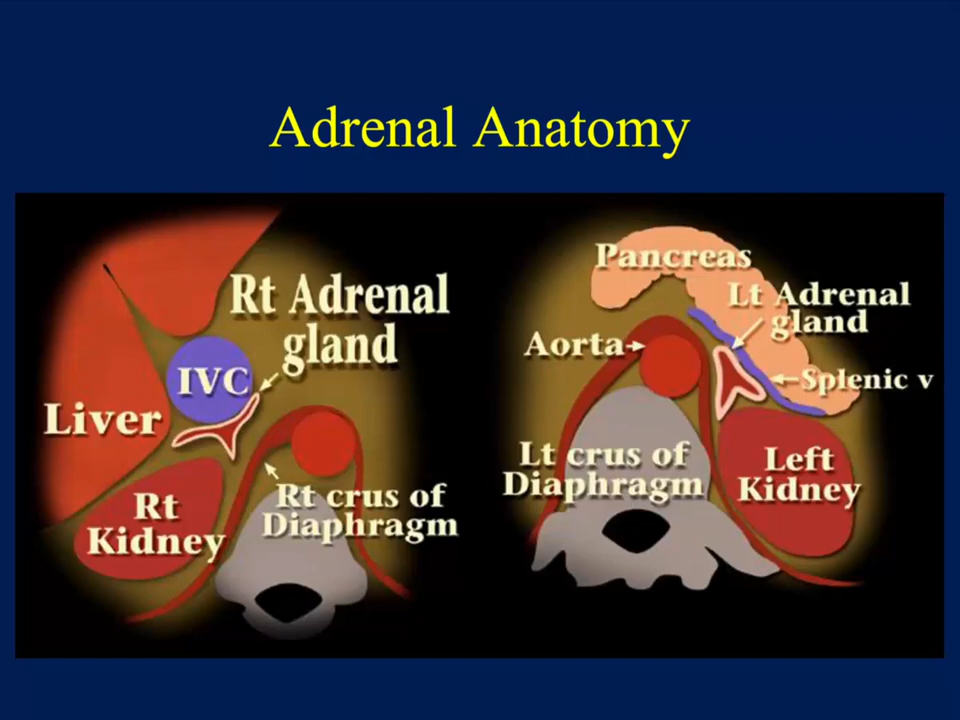 Adrenal Anatomy
Rt Adrenal
gland
IVC
Liver
Rt
Kidney
Rt crus of
Diaphragm
Pancreas
Lt Adrenal
gland
Aorta
Splenic v
Lt crus of
Diaphragm
Left
Kidney